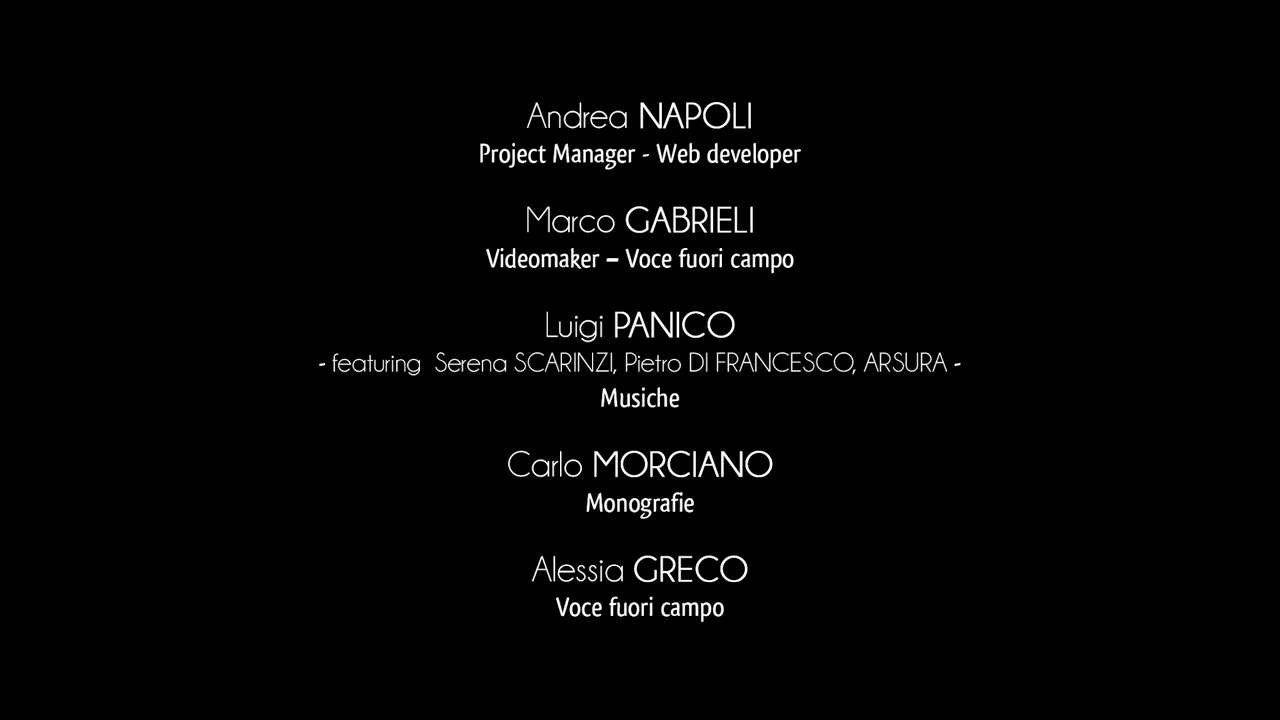 Andrea NAPOLI
Project Manager - Web developer
Marco GABRIELI
Videomaker – Voce fuori campo
Luigi PANICO
- featuring  Serena SCARINZI, Pietro DI FRANCESCO, ARSURA -
Musiche
Carlo MORCIANO
Monografie
Alessia GRECO
Voce fuori campo